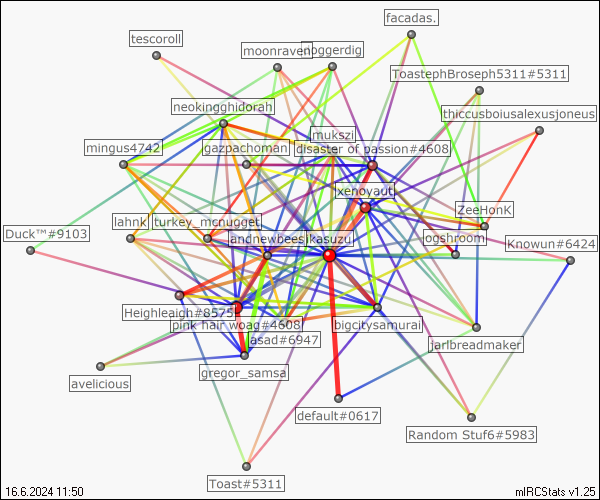 facadas.
tescoroll
moonraven
noggerdig
ToastephBroseph5311#5311
neokingghidorah
thiccusboiusalexusjoneus
mukszi
mingus4742
gazpachoman
disaster of passion#4608
xenoyaut
ZeeHonK
lahnk
turkey_mcnugget
Duck™#9103
andnewbees
kasuzu
logshroom
Knowun#6424
Heighleaigh#8575
pink hair woag#4608
bigcitysamurai
asad#6947
jarlbreadmaker
gregor_samsa
avelicious
default#0617
Random Stuf6#5983
Toast#5311
16.6.2024 11:50
mIRCStats v1.25